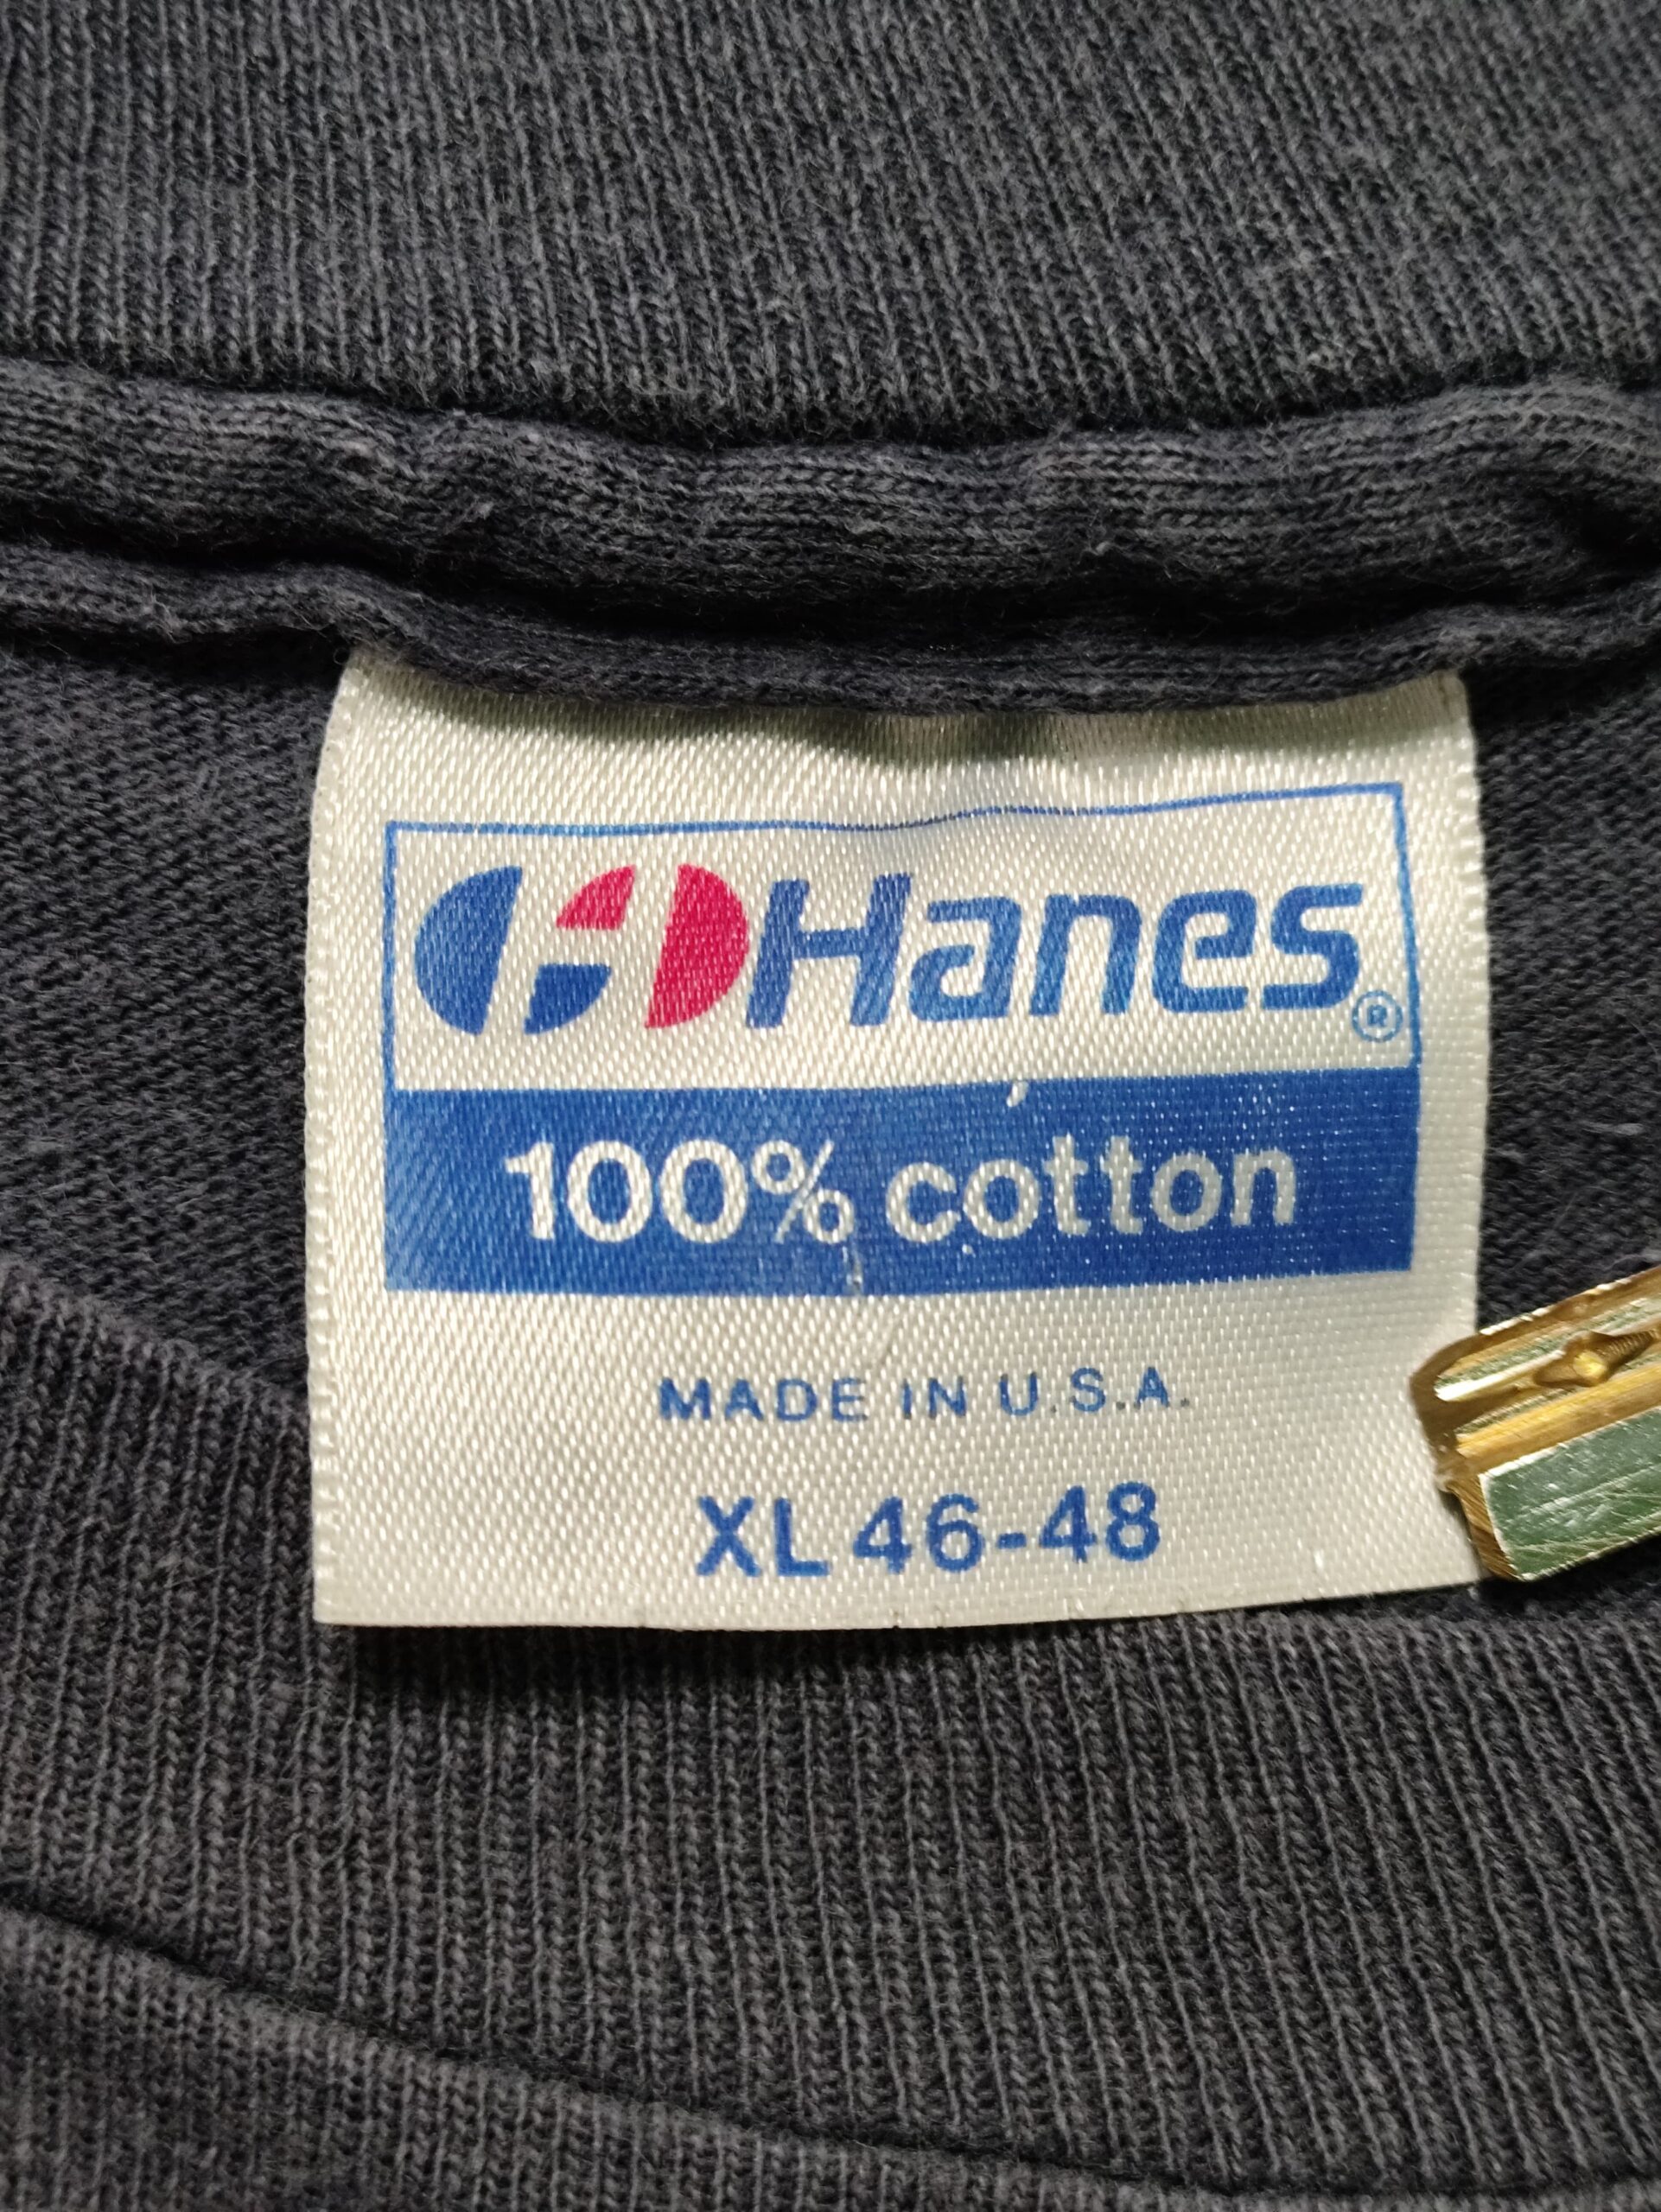 Hanes®
100% cotton
MADE IN U.S.A.
XL 46-48